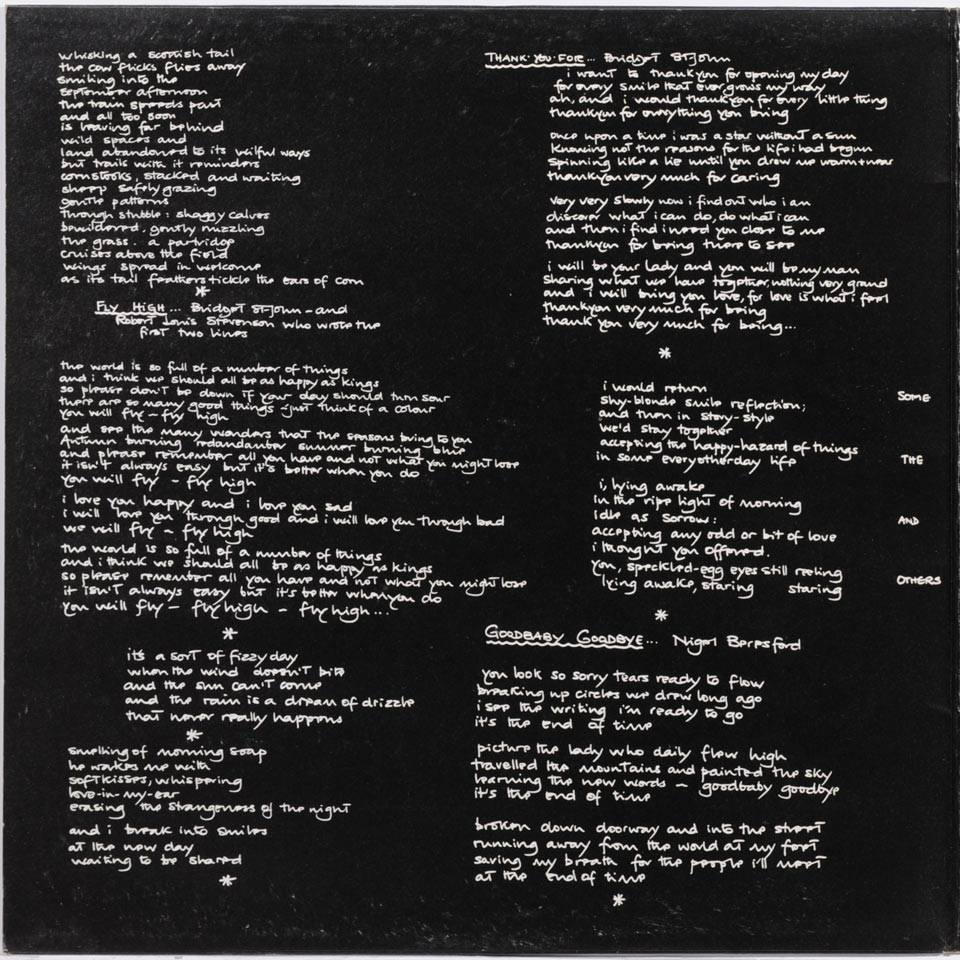 whisking a scottish tail
the cow flicks flies away
smiling into the
september afternoon
the train speeds past
and all too soon
is leaving far behind
wild spaces and
land abandoned to its wilful ways
but trails with it reminders
cornstooks, stacked and waiting
sheep safely grazing
gentle patterns
through stubble: shaggy calves
bewildered, gently nuzzling
the grass. a partridge
cruises above the field
wings spread in welcome
as its tail feathers tickle the ears of corn
*
FLY HIGH... Bridget St John - and
Robert Louis Stevenson who wrote the
first two lines
the world is so full of a number of things
and i think we should all be as happy as kings
so please don't be down if your day should turn sour
there are so many good things just think of a colour
you will fly - fly high
and see the many wonders that the seasons bring to you
Autumn burning redandamber summer burning blue
and please remember all you have and not what you might lose
it isn't always easy but it's better when you do
you will fly - fly high
i love you happy and i love you sad
i will love you through good and i will love you through bad
we will fly - fly high
the world is so full of a number of things
and i think we should all be as happy as kings
so please remember all you have and not what you might lose
it isn't always easy but it's better when you do
you will fly - fly high - fly high...
*
it's a sort of fizzy day
when the wind doesn't bite
and the sun can't come
and the rain is a dream of drizzle
that never really happens
*
smelling of morning soap
he wakes me with
softkisses, whispering
love-in-my-ear
erasing the strangeness of the night
and i break into smiles
at the new day
waiting to be shared
*
THANK-YOU-FOR... Bridget St John
i want to thankyou for opening my day
for every smile that ever grows my way
ah, and i would thankyou for every little thing
thankyou for everything you bring
once upon a time i was a star without a sun
knowing not the reasons for the life i had begun
spinning like a lie until you drew me warm+near
thankyou very much for caring
very very slowly now i find out who i am
discover what i can do, do what i can
and then i find i need you close to me
thankyou for being there to see
i will be your lady and you will be my man
sharing what we have together, nothing very grand
and i will bring you love, for love is what i feel
thankyou very much for being
thank you very much for being...
*
i would return
shy-blonde smile reflection;
and then in story-style
we'd stay together
accepting the happy-hazard of things
in some everyotherday life
i, lying awake
in the ripe light of morning
idle as sorrow:
accepting any odd or bit of love
i thought you offered.
you, speckled-egg eyes still reeling
lying awake, staring staring
*
SOME
THE
AND
OTHERS
GOODBABY GOODBYE... Nigel Beresford
you look so sorry tears ready to flow
breaking up circles we drew long ago
i see the writing i'm ready to go
it's the end of time
picture the lady who daily flew high
travelled the mountains and painted the sky
learning the new words - goodbaby goodbye
it's the end of time
broken down doorway and into the street
running away from the world at my feet
saving my breath for the people i'll meet
at the end of time
*